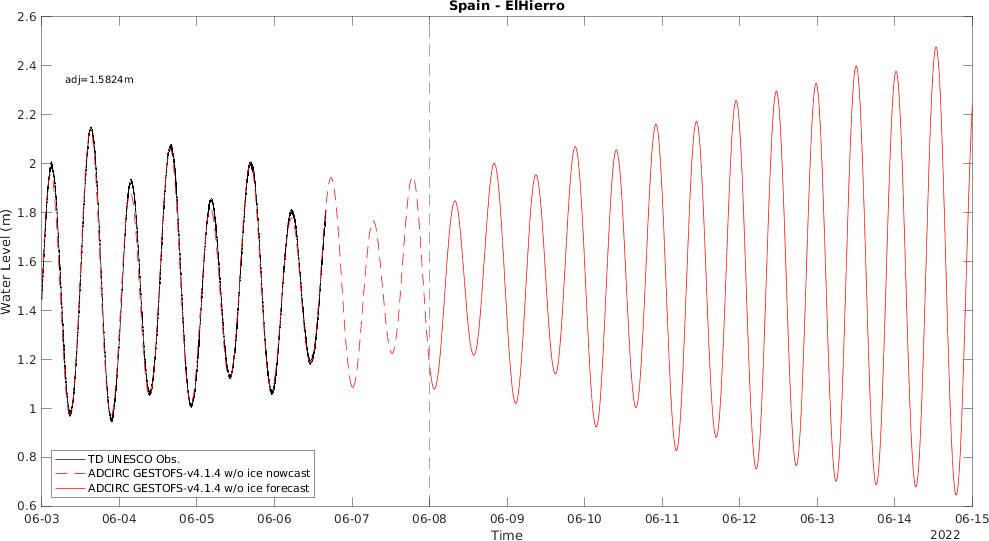 Spain - ElHierro
2.6
2.4
2.2
2
1.8
1.6
1.4
1.2
1
0.8
0.6
Water Level (m)
adj=1.5824m
TD UNESCO Obs.
ADCIRC GESTOFS-v4.1.4 w/o ice nowcast
ADCIRC GESTOFS-v4.1.4 w/o ice forecast
06-03 06-04 06-05 06-06 06-07 06-08 06-09 06-10 06-11 06-12 06-13 06-14 06-15
Time
2022